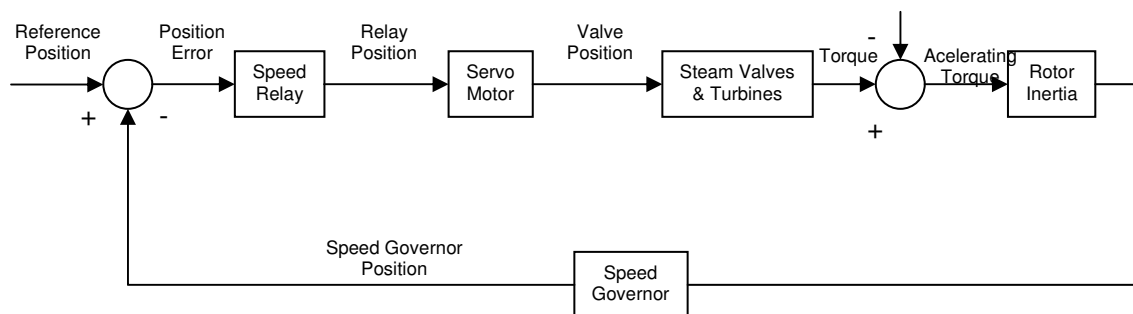 Reference
Position
Position
Error
Relay
Position
Valve
Position
-
Torque
Acelerating
Torque
Speed
Relay
Servo
Motor
Steam Valves
& Turbines
Rotor
Inertia
+
-
+
Speed Governor
Position
Speed
Governor